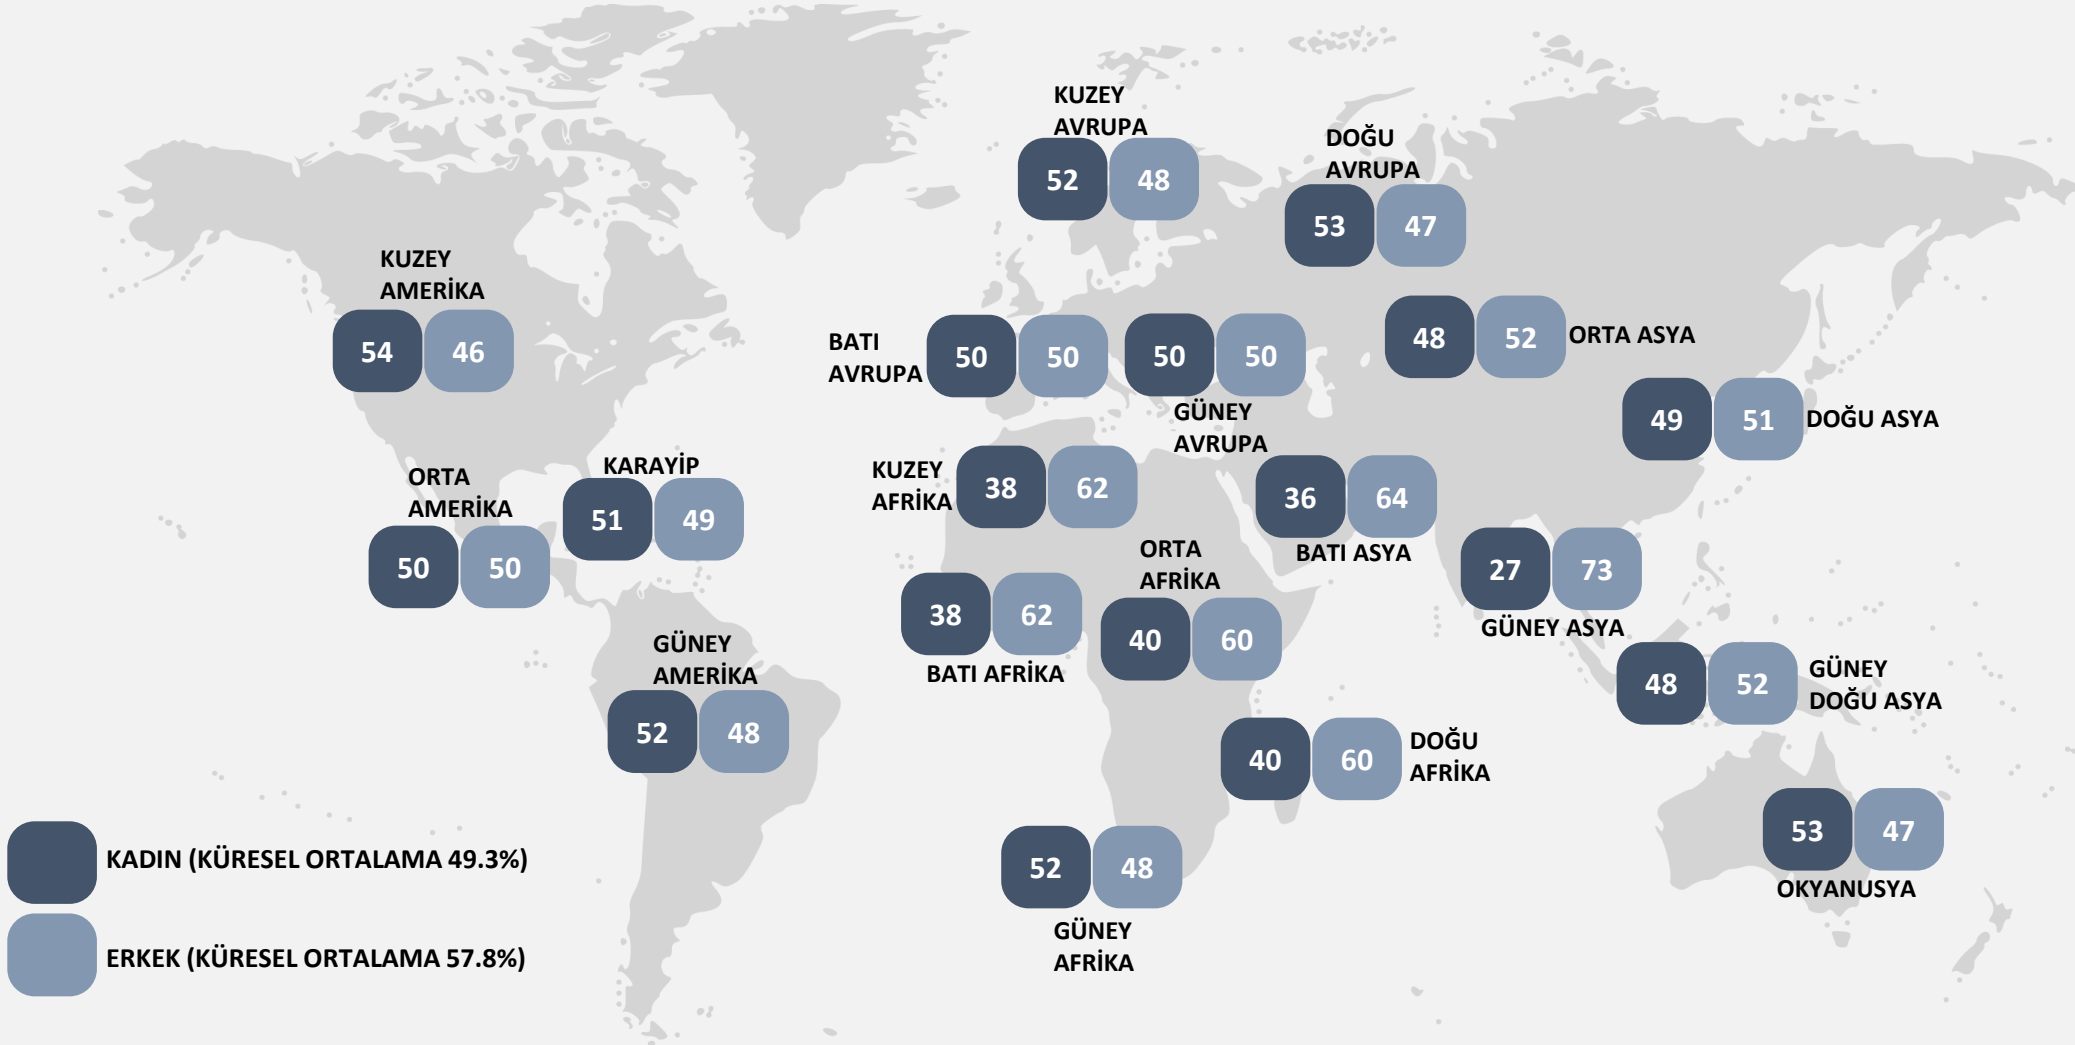 KUZEY
AVRUPA
52 48
DOĞU
AVRUPA
53 47
KUZEY
AMERİKA
54 46
BATI
AVRUPA
50 50
50 50
GÜNEY
AVRUPA
48 52
ORTA ASYA
49 51
DOĞU ASYA
KUZEY
AFRİKA
38 62
36 64
BATI ASYA
ORTA
AMERİKA
50 50
KARAYİP
51 49
27 73
GÜNEY ASYA
38 62
BATI AFRİKA
ORTA
AFRİKA
40 60
GÜNEY
AMERİKA
52 48
48 52
GÜNEY
DOĞU ASYA
40 60
DOĞU
AFRİKA
53 47
OKYANUSYA
52 48
GÜNEY
AFRİKA
KADIN (KÜRESEL ORTALAMA 49.3%)
ERKEK (KÜRESEL ORTALAMA 57.8%)